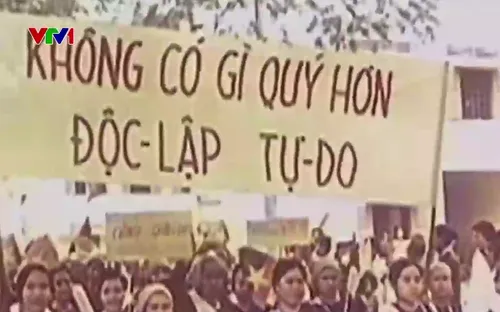 VTV1
KHÔNG CÓ GÌ QUÝ HƠN
ĐỘC-LẬP TỰ-DO